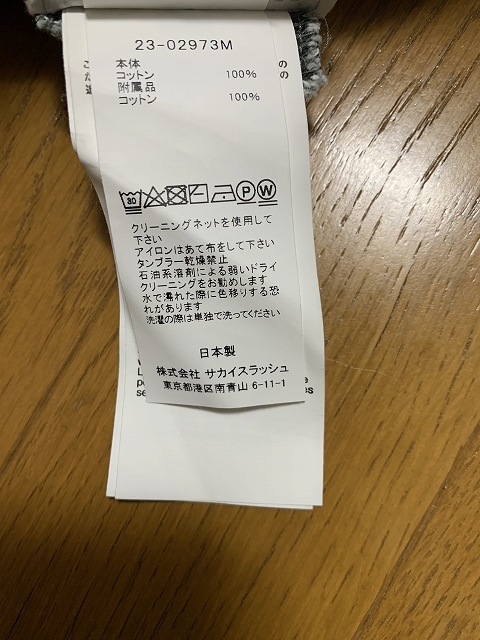 23-02973M
本体
コットン 100%
附属品
コットン 100%
30
P W
クリーニングネットを使用して
下さい
アイロンはあて布をして下さい
タンブラー乾燥禁止
石油系溶剤による弱いドライ
クリーニングをお勧めします
水で濡れた際に色移りする恐
れがあります
洗濯の際は単独で洗ってください
日本製
株式会社 サカイスラッシュ
東京都港区南青山 6-11-1